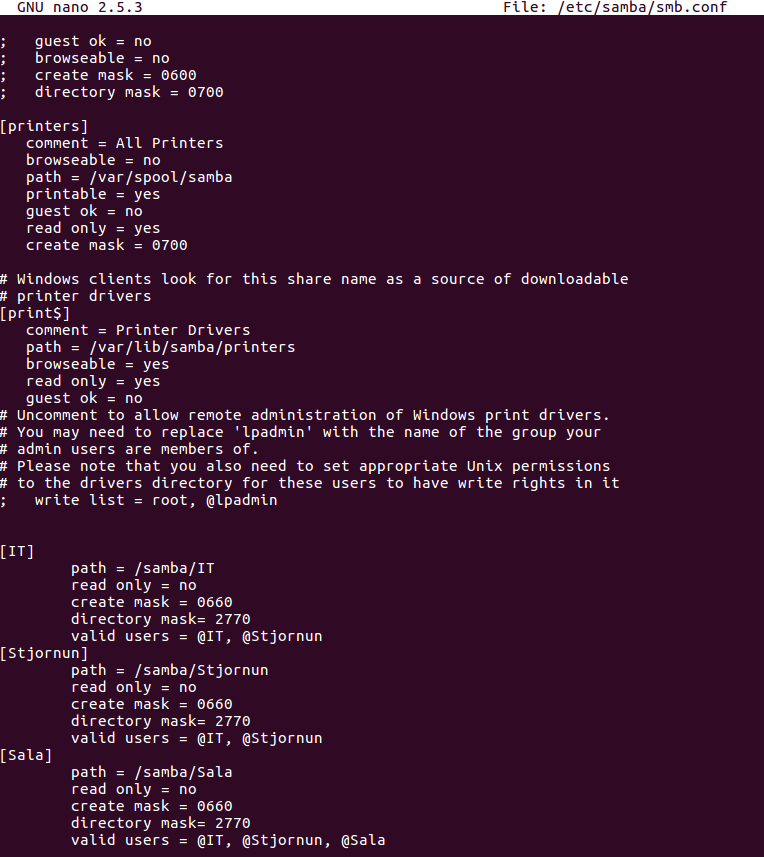 GNU nano 2.5.3 File: /etc/samba/smb.conf
;   guest ok = no
;   browseable = no
;   create mask = 0600
;   directory mask = 0700
[printers]
   comment = All Printers
   browseable = no
   path = /var/spool/samba
   printable = yes
   guest ok = no
   read only = yes
   create mask = 0700
# Windows clients look for this share name as a source of downloadable
# printer drivers
[print$]
   comment = Printer Drivers
   path = /var/lib/samba/printers
   browseable = yes
   read only = yes
   guest ok = no
# Uncomment to allow remote administration of Windows print drivers.
# You may need to replace 'lpadmin' with the name of the group your
# admin users are members of.
# Please note that you also need to set appropriate Unix permissions
# to the drivers directory for these users to have write rights in it
;   write list = root, @lpadmin
[IT]
        path = /samba/IT
        read only = no
        create mask = 0660
        directory mask= 2770
        valid users = @IT, @Stjornun
[Stjornun]
        path = /samba/Stjornun
        read only = no
        create mask = 0660
        directory mask= 2770
        valid users = @IT, @Stjornun
[Sala]
        path = /samba/Sala
        read only = no
        create mask = 0660
        directory mask= 2770
        valid users = @IT, @Stjornun, @Sala